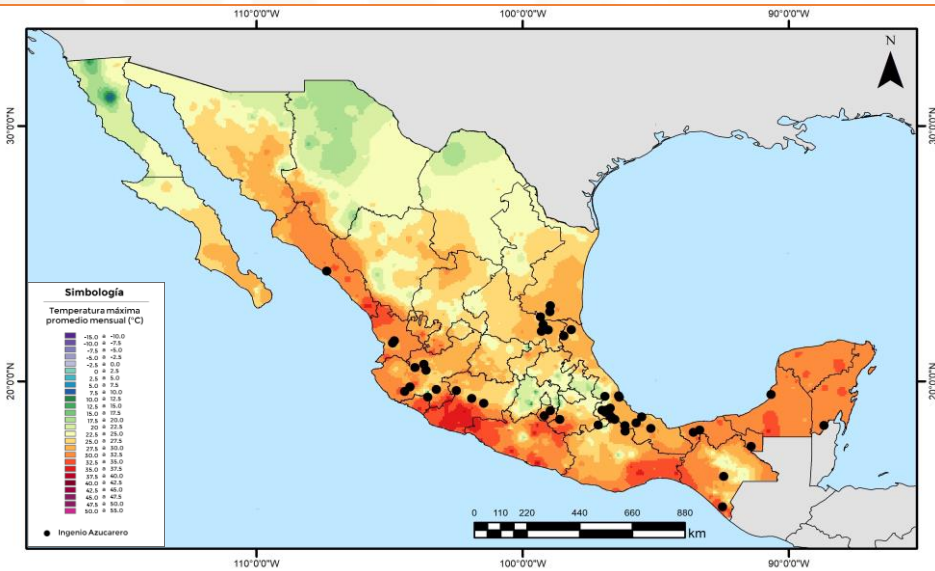 110°0'0"W 100°0'0"W 90°0'0"W
N
30°0'0"N 30°0'0"N
Simbología
Temperatura máxima
promedio mensual (°C)
-15.0 a -10.0
-10.0 a -7.5
-7.5 a -5.0
-5.0 a -2.5
-2.5 a 0.0
0 a 2.5
2.5 a 5.0
5.0 a 7.5
7.5 a 10.0
10.0 a 12.5
12.5 a 15.0
15.0 a 17.5
17.5 a 20.0
20 a 22.5
22.5 a 25.0
25.0 a 27.5
27.5 a 30.0
30.0 a 32.5
32.5 a 35.0
35.0 a 37.5
37.5 a 40.0
40.0 a 42.5
42.5 a 45.0
45.0 a 47.5
47.5 a 50.0
50.0 a 55.0
Ingenio Azucarero
20°0'0"N 20°0'0"N
0 110 220 440 660 880
km
110°0'0"W 100°0'0"W 90°0'0"W